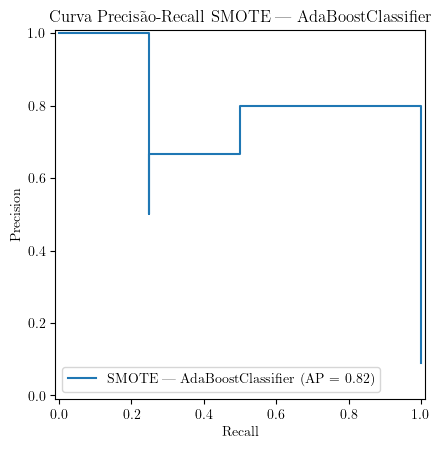 Curva Precisão-Recall SMOTE — AdaBoostClassifier
1.0
0.8
0.6
0.4
0.2
0.0
Precision
SMOTE — AdaBoostClassifier (AP = 0.82)
0.0 0.2 0.4 0.6 0.8 1.0
Recall